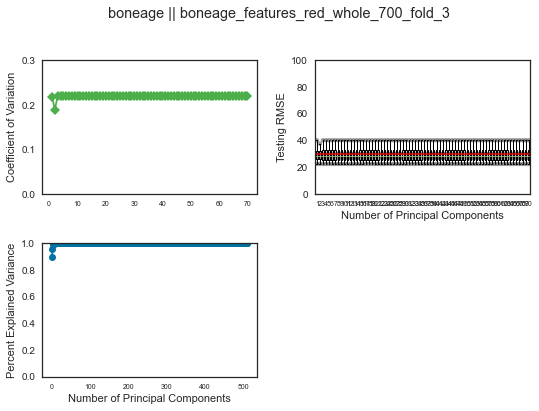 boneage || boneage_features_red_whole_700_fold_3
Coefficient of Variation
0.3
0.2
0.1
0.0
0 10 20 30 40 50 60 70
Testing RMSE
100
80
60
40
20
0
Number of Principal Components
Percent Explained Variance
1.0
0.8
0.6
0.4
0.2
0.0
0 100 200 300 400 500
Number of Principal Components